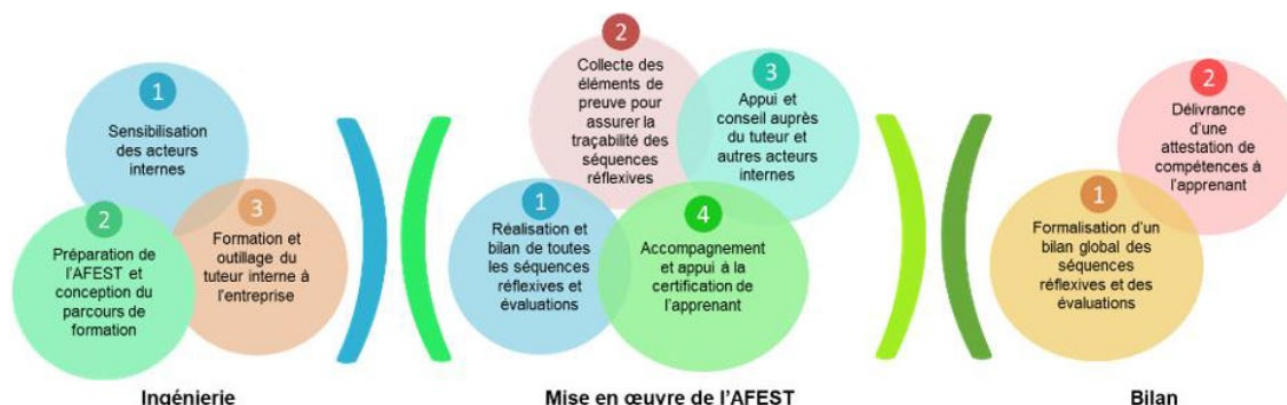 1
Sensibilisation
des acteurs
internes
2
Préparation de
l’AFEST et
conception du
parcours de
formation
3
Formation et
outillage du
tuteur interne à
l’entreprise
Ingénierie
1
Réalisation et
bilan de toutes
les séquences
réflexives et
évaluations
2
Collecte des
éléments de
preuve pour
assurer la
traçabilité des
séquences
réflexives
3
Appui et
conseil auprès
du tuteur et
autres acteurs
internes
4
Accompagnement
et appui à la
certification de
l’apprenant
Mise en œuvre de l’AFEST
1
Formalisation d’un
bilan global des
séquences
réflexives et des
évaluations
2
Délivrance
d’une
attestation de
compétences à
l’apprenant
Bilan